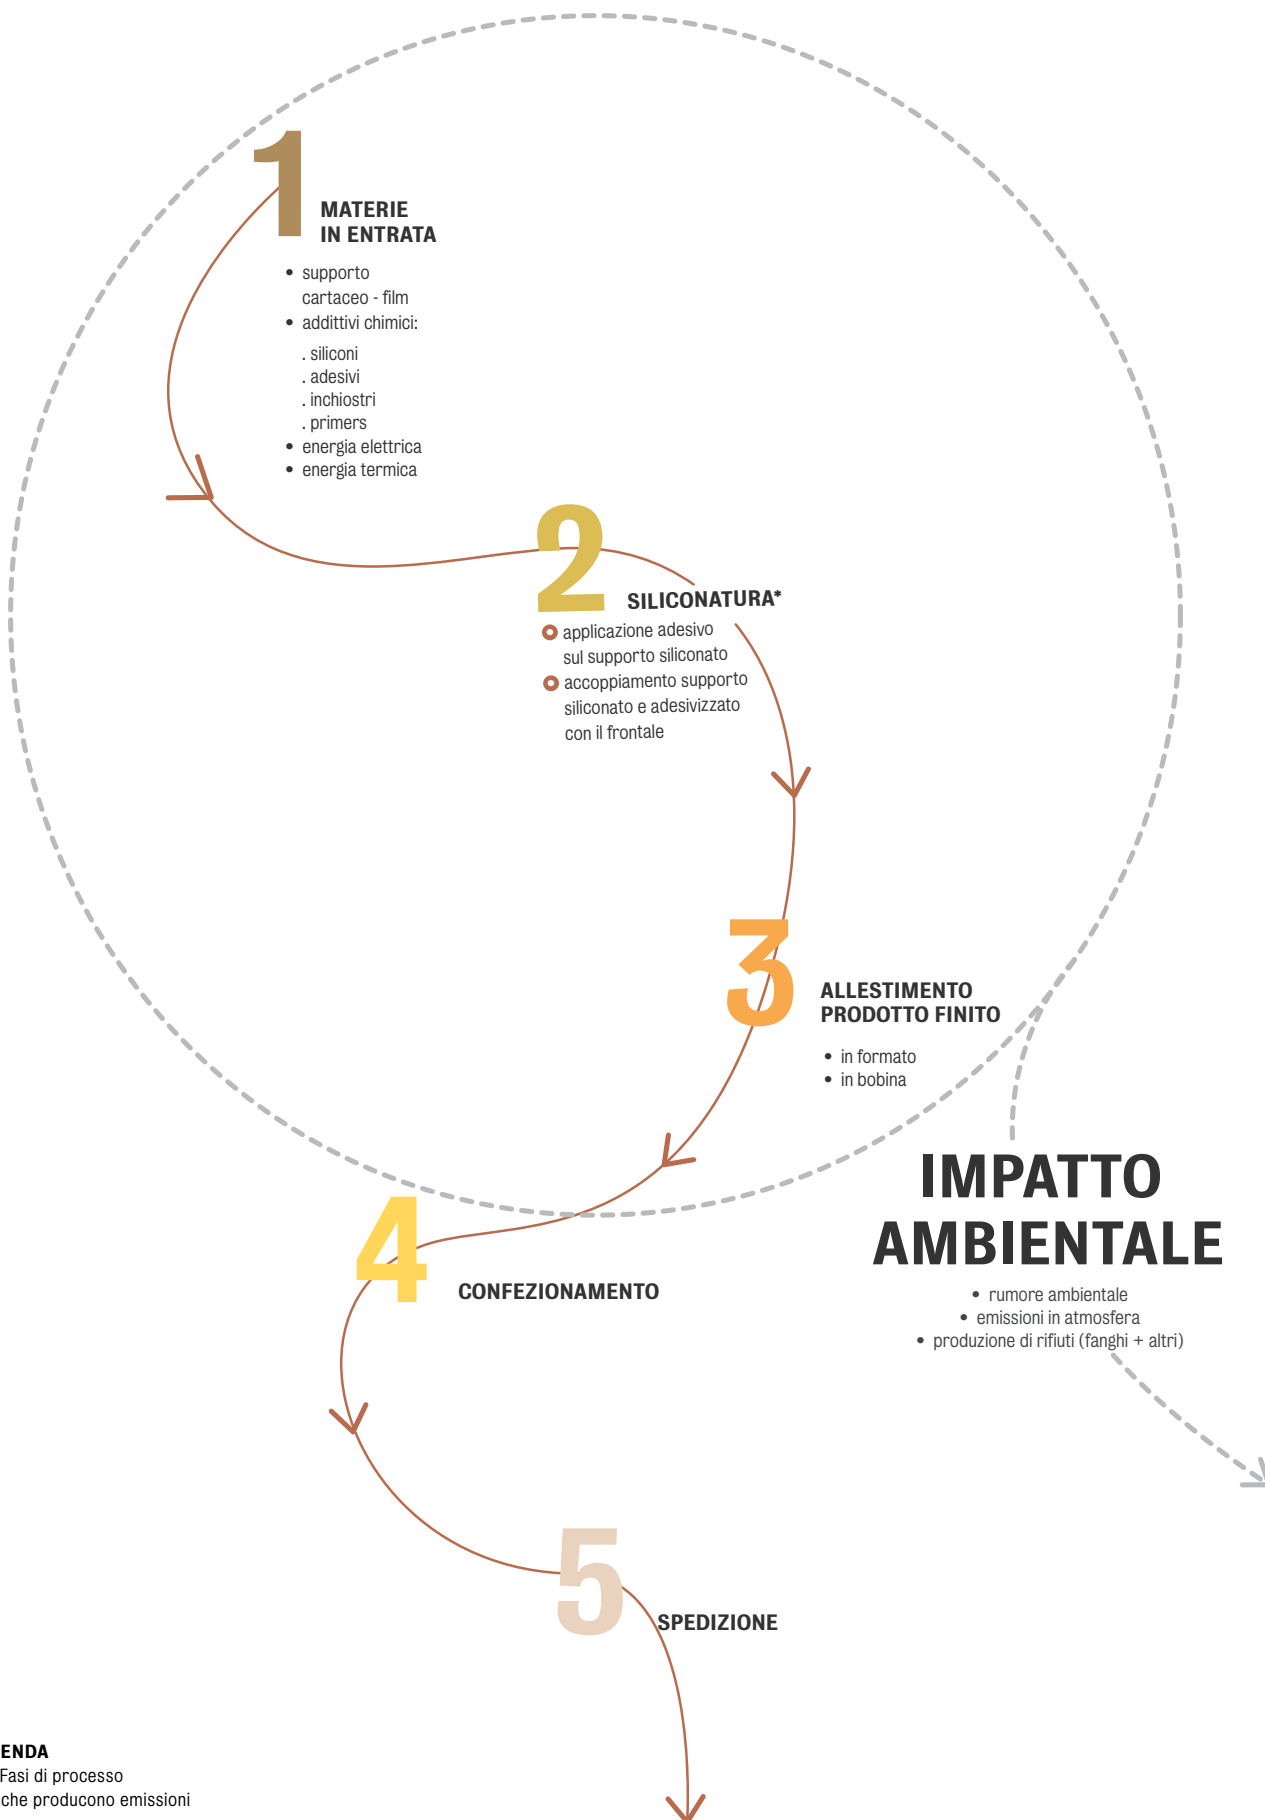 1
MATERIE
IN ENTRATA
• supporto
cartaceo - film
• addittivi chimici:
. siliconi
. adesivi
. inchiostri
. primers
• energia elettrica
• energia termica
2
SILICONATURA*
applicazione adesivo
sul supporto siliconato
accoppiamento supporto
siliconato e adesivizzato
con il frontale
3
ALLESTIMENTO
PRODOTTO FINITO
• in formato
• in bobina
IMPATTO
AMBIENTALE
• rumore ambientale
• emissioni in atmosfera
• produzione di rifiuti (fanghi + altri)
4
CONFEZIONAMENTO
5
SPEDIZIONE
ENDA
Fasi di processo
che producono emissioni